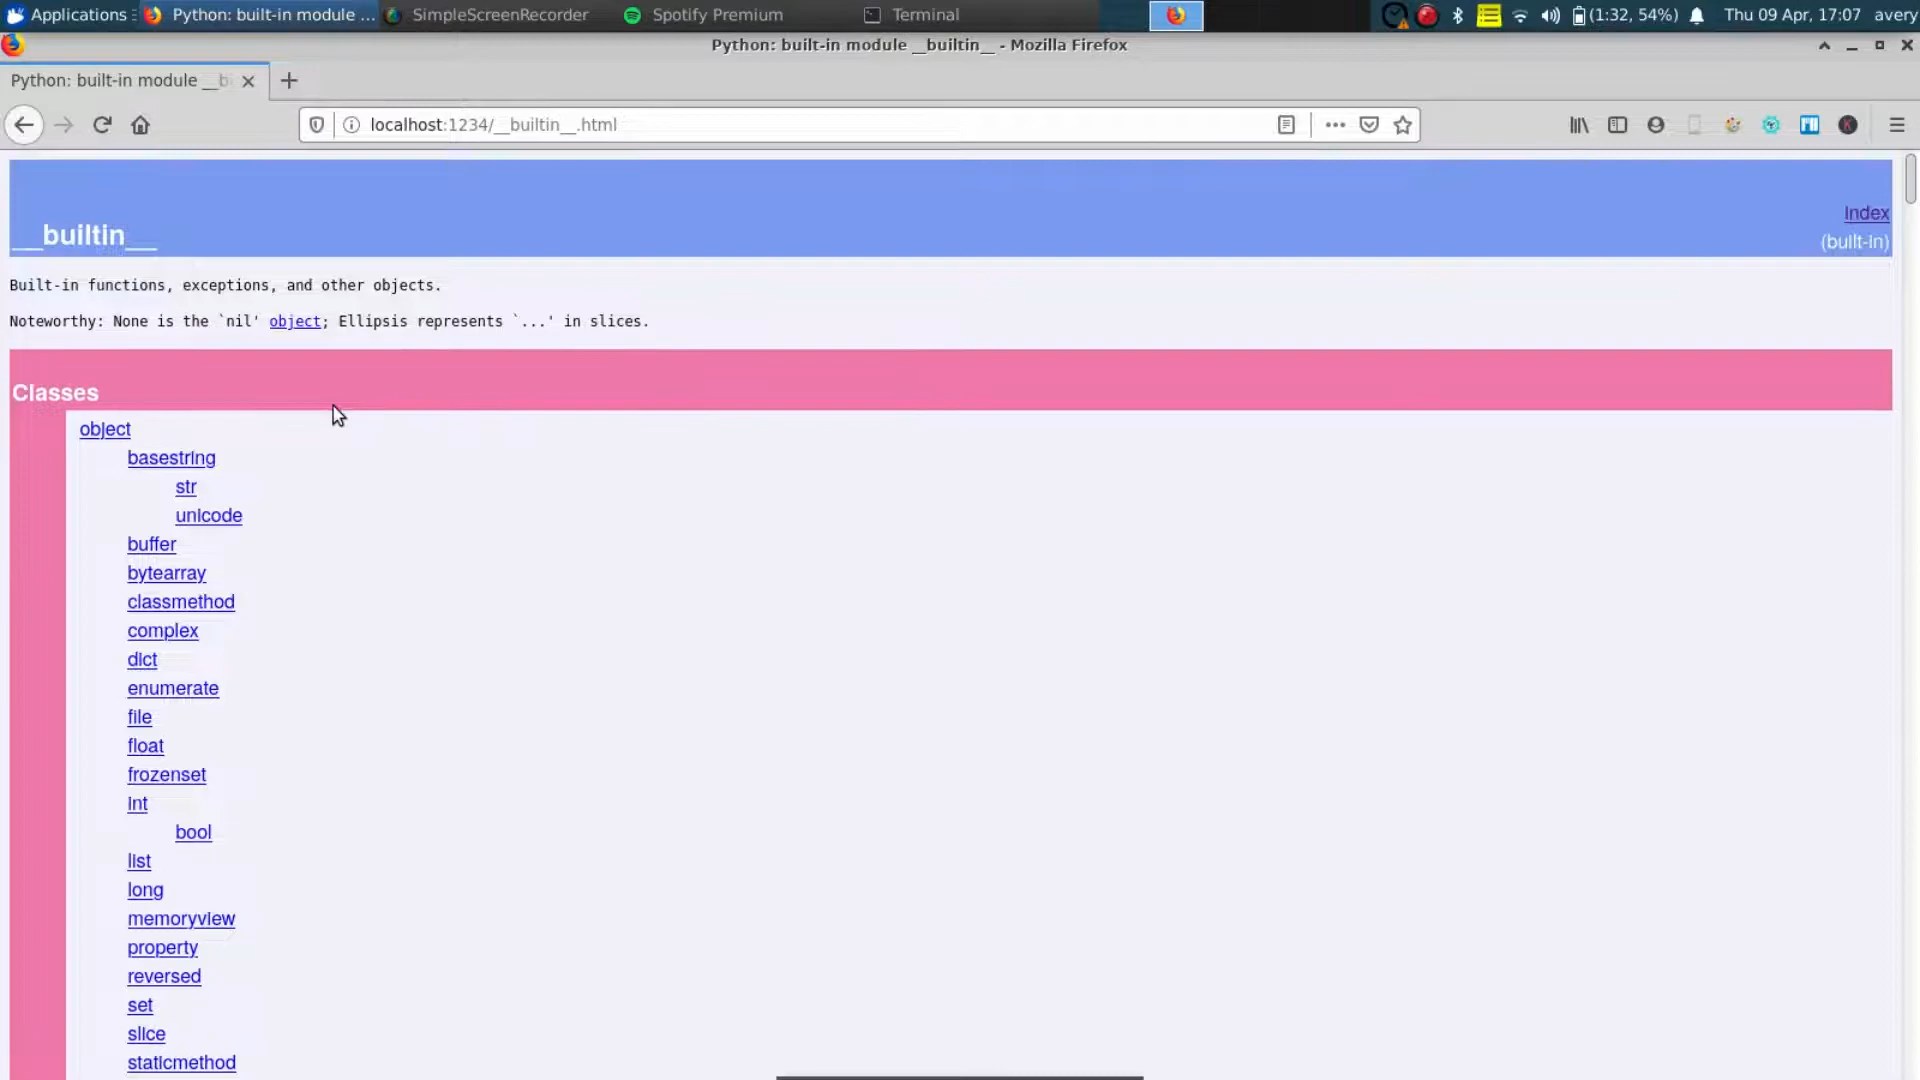 Applications Python: built-in module ... SimpleScreenRecorder Spotify Premium Terminal (1:32, 54%) Thu 09 Apr, 17:07 avery
Python: built-in module __builtin__ - Mozilla Firefox
Python: built-in module __b
localhost:1234/__builtin__.html
Index
__builtin__ (built-in)
Built-in functions, exceptions, and other objects.
Noteworthy: None is the `nil' object; Ellipsis represents `...' in slices.
Classes
object
basestring
str
unicode
buffer
bytearray
classmethod
complex
dict
enumerate
file
float
frozenset
int
bool
list
long
memoryview
property
reversed
set
slice
staticmethod